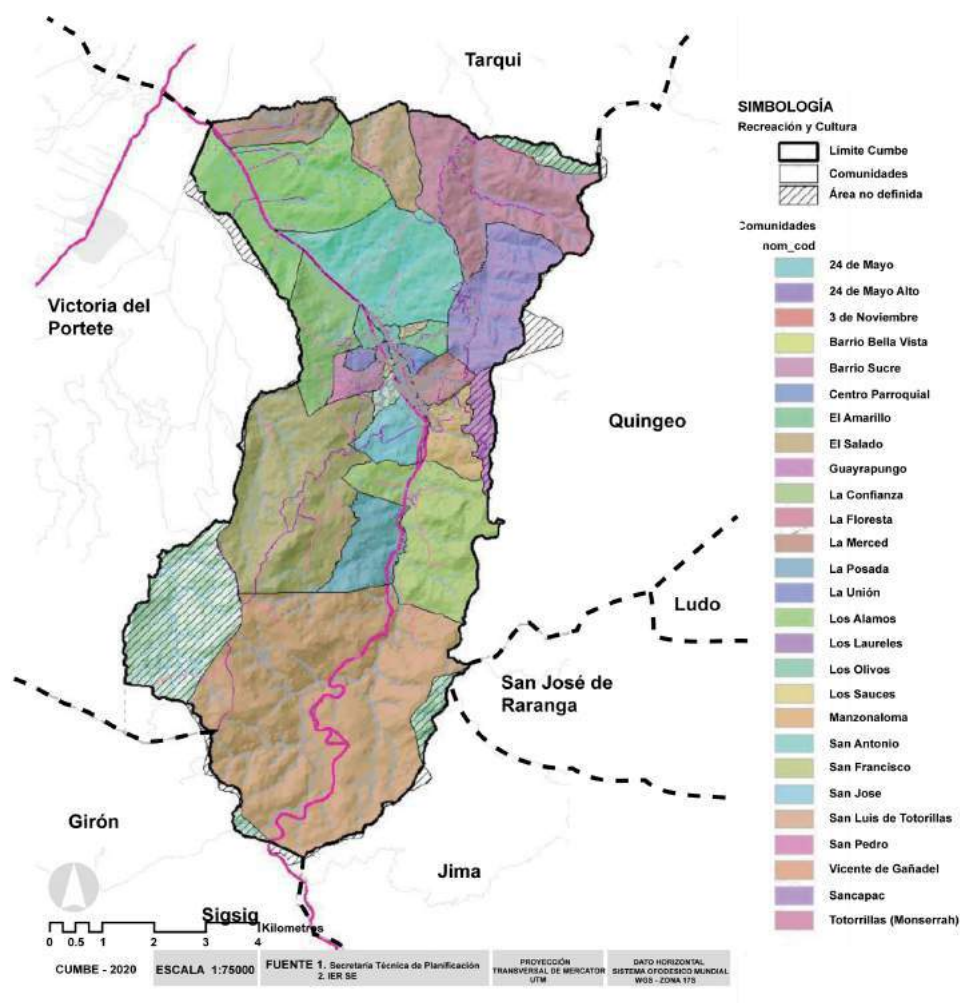 Tarqui
Victoria del
Portete
Quingeo
Ludo
San José de
Raranga
Girón
Jima
Sigsig
SIMBOLOGÍA
Recreación y Cultura
Límite Cumbe
Comunidades
Área no definida
Comunidades
nom_cod
24 de Mayo
24 de Mayo Alto
3 de Noviembre
Barrio Bella Vista
Barrio Sucre
Centro Parroquial
El Amarillo
El Salado
Guayrapungo
La Confianza
La Floresta
La Merced
La Posada
La Unión
Los Alamos
Los Laureles
Los Olivos
Los Sauces
Manzonaloma
San Antonio
San Francisco
San Jose
San Luis de Totorillas
San Pedro
Vicente de Gañadel
Sancapac
Totorrillas (Monserrah)
Kilometres
0 0.5 1 2 3 4
CUMBE - 2020
ESCALA 1:75000
FUENTE 1. Secretaría Técnica de Planificación
2. IER SE
PROYECCIÓN
TRANSVERSAL DE MERCATOR
UTM
DATO HORIZONTAL
SISTEMA OFODESICO MUNDIAL
WGS - ZONA 17S